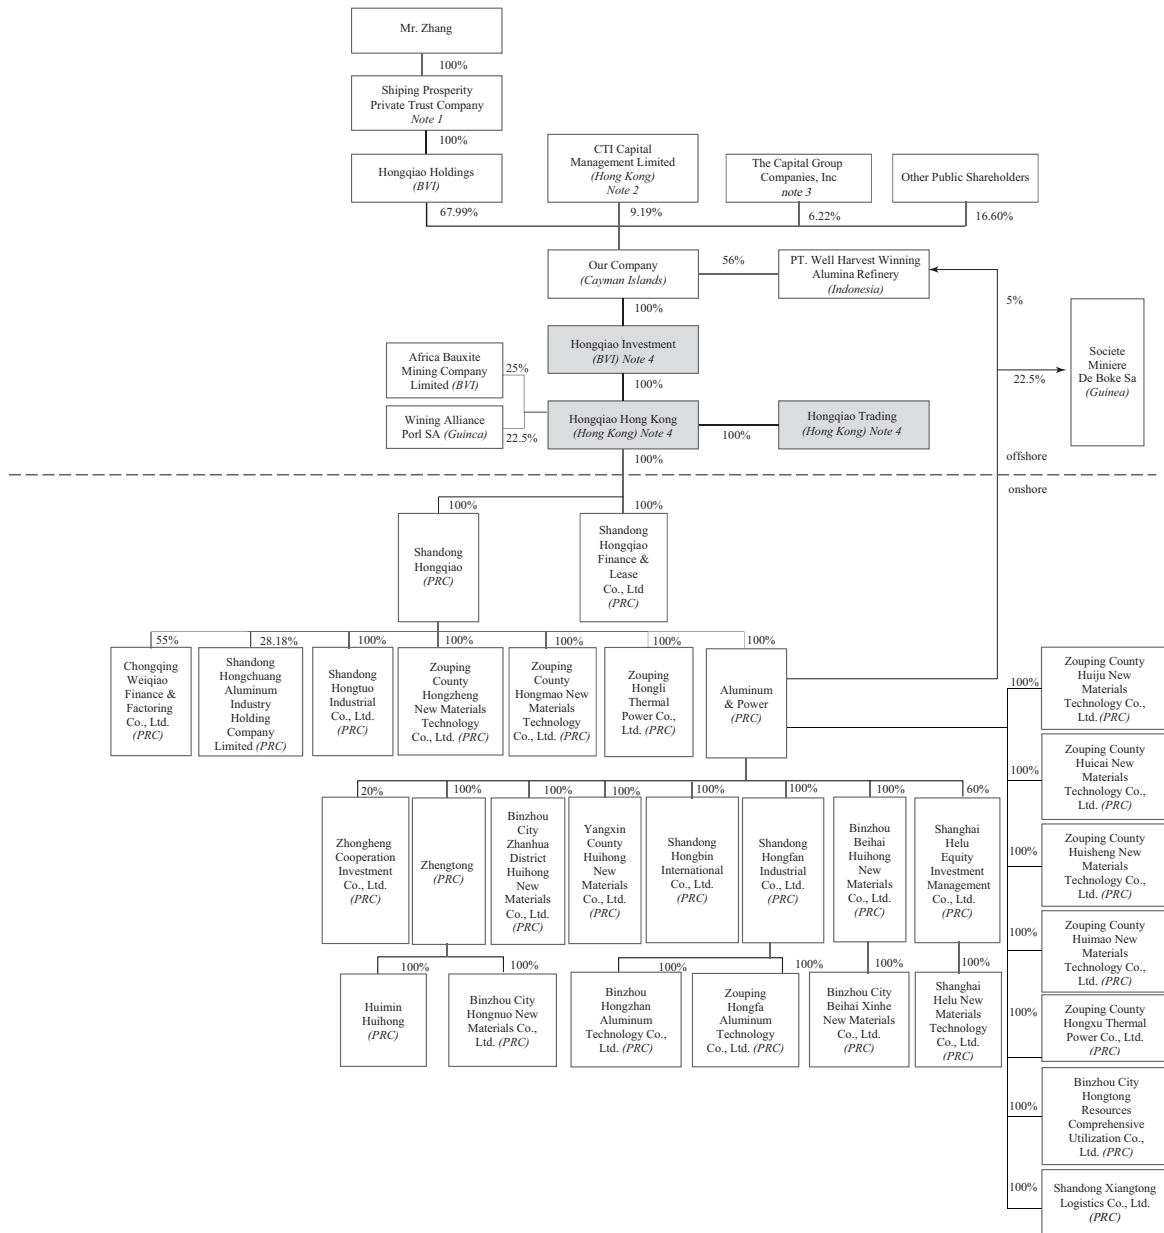 Mr. Zhang
100%
Shiping Prosperity
Private Trust Company
Note 1
100%
Hongqiao Holdings
(BVI)
CTI Capital
Management Limited
(Hong Kong)
Note 2
The Capital Group
Companies, Inc
note 3
Other Public Shareholders
67.99%
9.19%
6.22%
16.60%
Our Company
(Cayman Islands)
56%
PT. Well Harvest Winning
Alumina Refinery
(Indonesia)
5%
100%
Hongqiao Investment
(BVI) Note 4
Africa Bauxite
Mining Company
Limited (BVI)
25%
Societe
Miniere
De Boke Sa
(Guinea)
22.5%
100%
Wining Alliance
Porl SA (Guinca)
22.5%
Hongqiao Hong Kong
(Hong Kong) Note 4
100%
Hongqiao Trading
(Hong Kong) Note 4
100%
offshore
onshore
100%
100%
Shandong
Hongqiao
(PRC)
Shandong
Hongqiao
Finance &
Lease
Co., Ltd
(PRC)
55%
28.18%
100%
100%
100%
100%
100%
Chongqing
Weiqiao
Finance &
Factoring
Co., Ltd.
(PRC)
Shandong
Hongchuang
Aluminum
Industry
Holding
Company
Limited (PRC)
Shandong
Hongtuo
Industrial
Co., Ltd.
(PRC)
Zouping
County
Hongzheng
New Materials
Technology
Co., Ltd. (PRC)
Zouping
County
Hongmao New
Materials
Technology
Co., Ltd. (PRC)
Zouping
Hongli
Thermal
Power Co.,
Ltd. (PRC)
Aluminum
& Power
(PRC)
100%
Zouping County
Huiju New
Materials
Technology Co.,
Ltd. (PRC)
100%
Zouping County
Huicai New
Materials
Technology Co.,
Ltd. (PRC)
20%
100%
100%
100%
100%
100%
100%
60%
Zhongheng
Cooperation
Investment
Co., Ltd.
(PRC)
Zhengtong
(PRC)
Binzhou
City
Zhanhua
District
Huihong
New
Materials
Co., Ltd.
(PRC)
Yangxin
County
Huihong
New
Materials
Co., Ltd.
(PRC)
Shandong
Hongbin
International
Co., Ltd.
(PRC)
Shandong
Hongfan
Industrial
Co., Ltd.
(PRC)
Binzhou
Beihai
Huihong
New
Materials
Co., Ltd.
(PRC)
Shanghai
Helu
Equity
Investment
Management
Co., Ltd.
(PRC)
100%
Zouping County
Huisheng New
Materials
Technology Co.,
Ltd. (PRC)
100%
Zouping County
Huimao New
Materials
Technology Co.,
Ltd. (PRC)
100%
100%
100%
100%
100%
100%
Huimin
Huihong
(PRC)
Binzhou City
Hongnuo New
Materials Co.,
Ltd. (PRC)
Binzhou
Hongzhan
Aluminum
Technology Co.,
Ltd. (PRC)
Zouping
Hongfa
Aluminum
Technology
Co., Ltd. (PRC)
Binzhou City
Beihai Xinhe
New Materials
Co., Ltd.
(PRC)
Shanghai
Helu New
Materials
Technology
Co., Ltd.
(PRC)
100%
Zouping County
Hongxu Thermal
Power Co., Ltd.
(PRC)
100%
Binzhou City
Hongtong
Resources
Comprehensive
Utilization Co.,
Ltd. (PRC)
100%
Shandong Xiangtong
Logistics Co., Ltd.
(PRC)